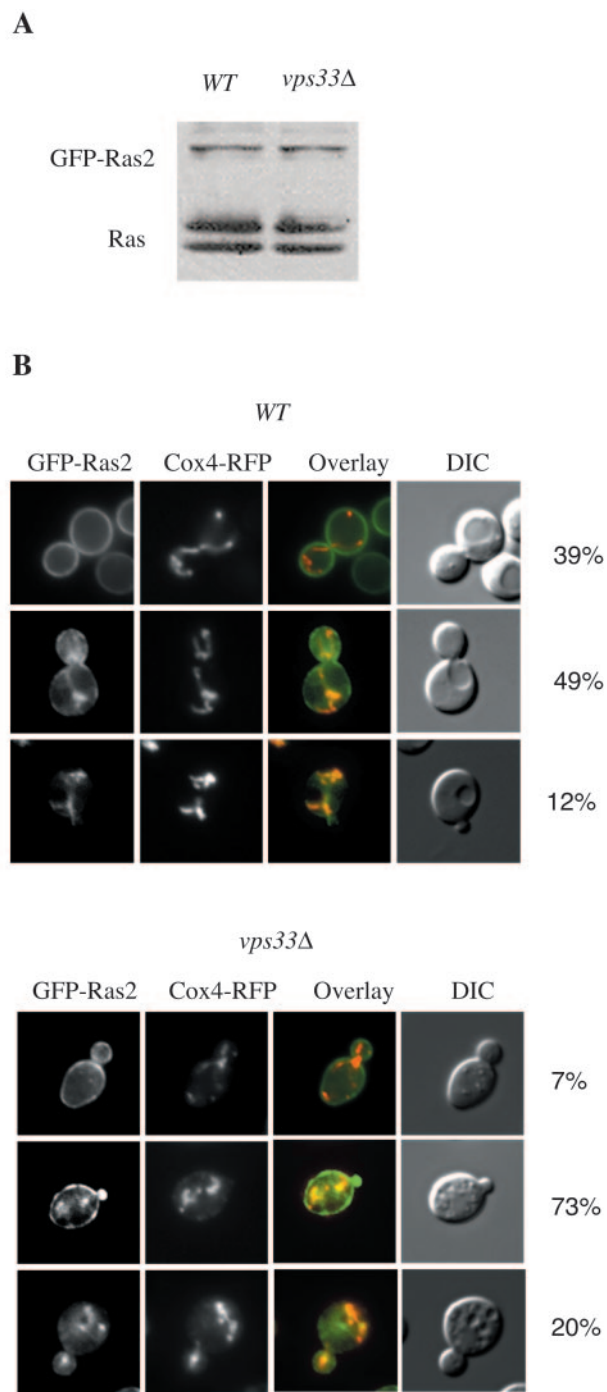 A
WT vps33Δ
GFP-Ras2
Ras
B
WT
GFP-Ras2 Cox4-RFP Overlay DIC
39%
49%
12%
vps33Δ
GFP-Ras2 Cox4-RFP Overlay DIC
7%
73%
20%